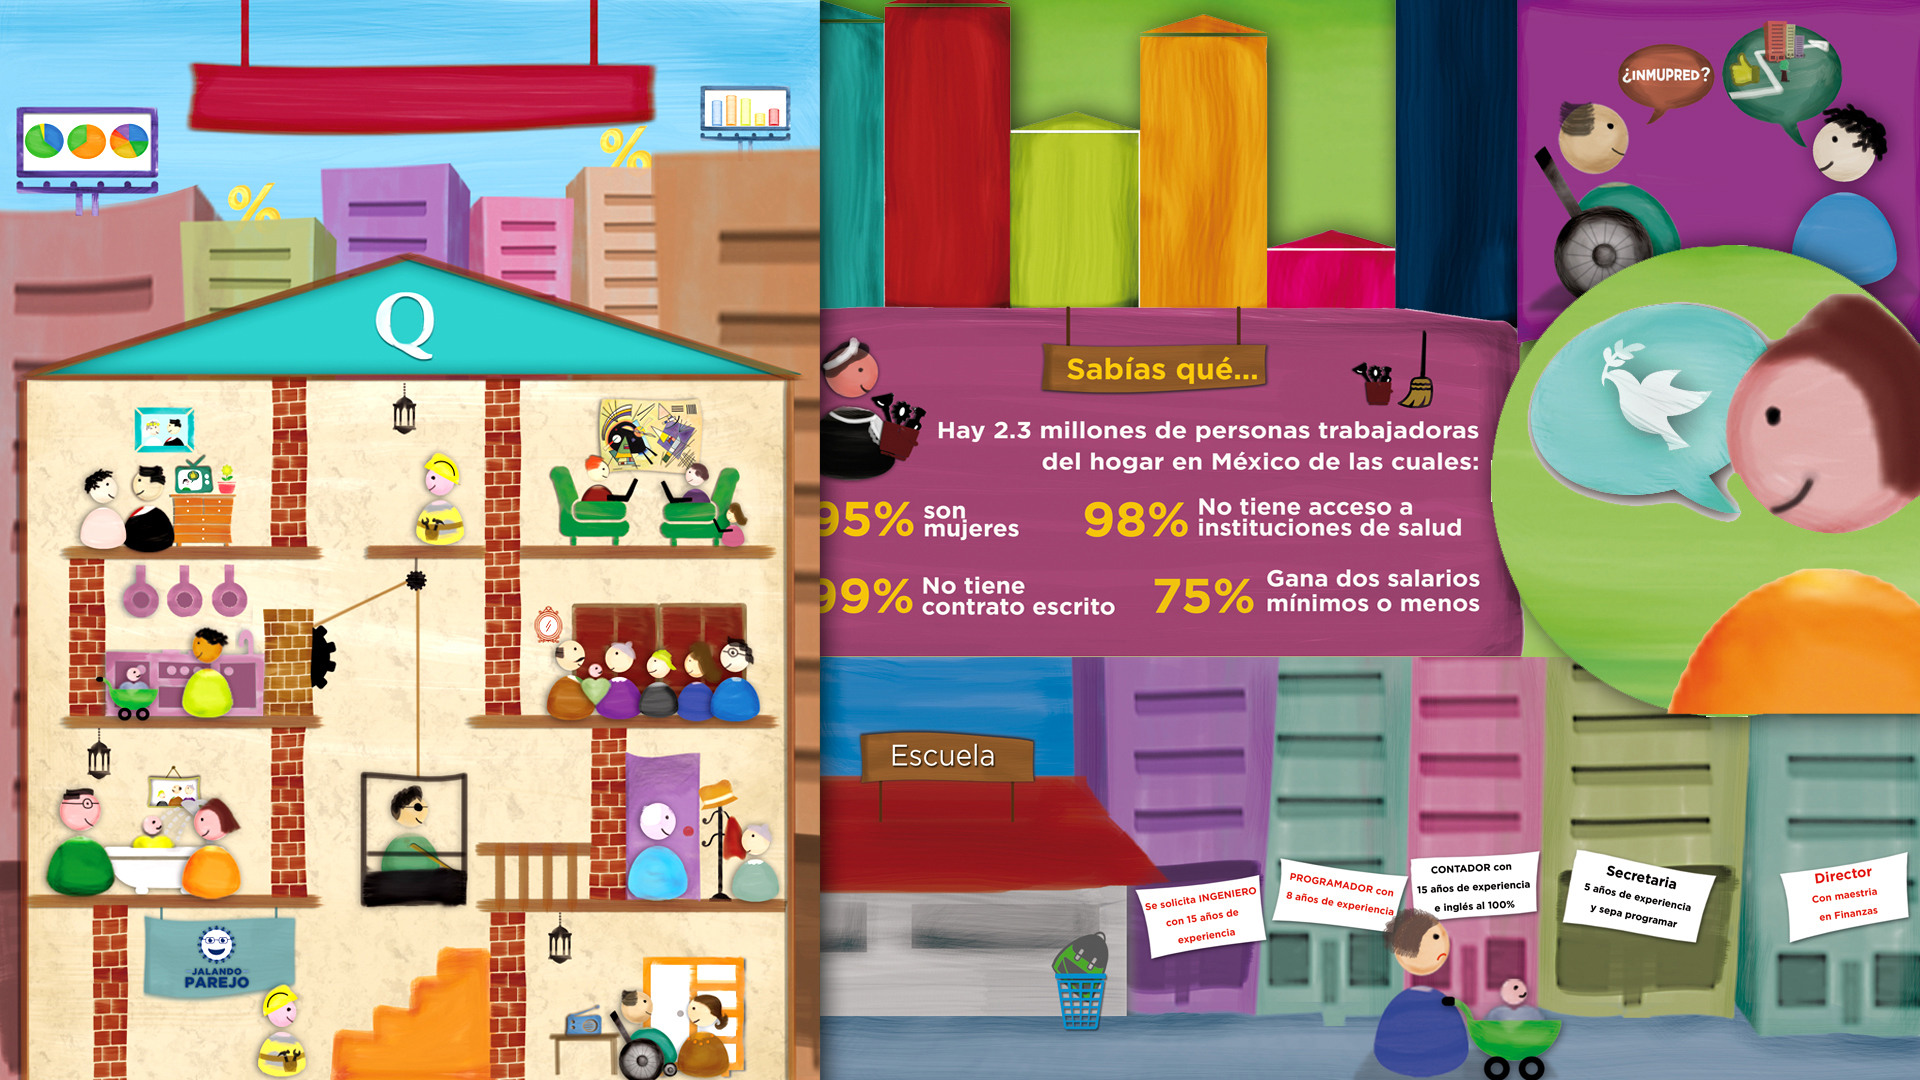 %
%
Q
JALANDO
PAREJO
¿INMUPRED?
Sabías qué...
Hay 2.3 millones de personas trabajadoras
del hogar en México de las cuales:
95% son
mujeres
98% No tiene acceso a
instituciones de salud
99% No tiene
contrato escrito
75% Gana dos salarios
mínimos o menos
Escuela
Se solicita INGENIERO
con 15 años de
experiencia
PROGRAMADOR con
8 años de experiencia
CONTADOR con
15 años de experiencia
e inglés al 100%
Secretaria
5 años de experiencia
y sepa programar
Director
Con maestria
en Finanzas